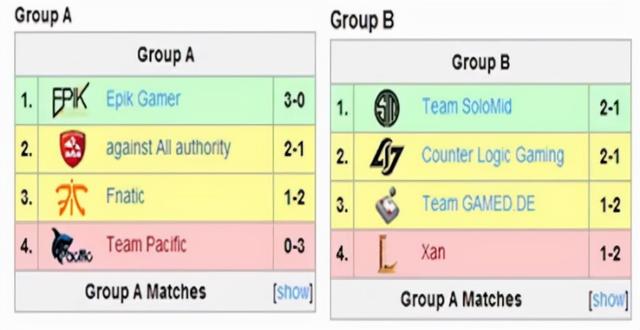 Group A
Group A
1. EPIK Epik Gamer 3-0
2. against All authority 2-1
3. Fnatic 1-2
4. Pacific Team Pacific 0-3
Group A Matches [show]
Group B
Group B
1. Team SoloMid 2-1
2. Counter Logic Gaming 2-1
3. Team GAMED.DE 1-2
4. Xan 1-2
Group A Matches [show]